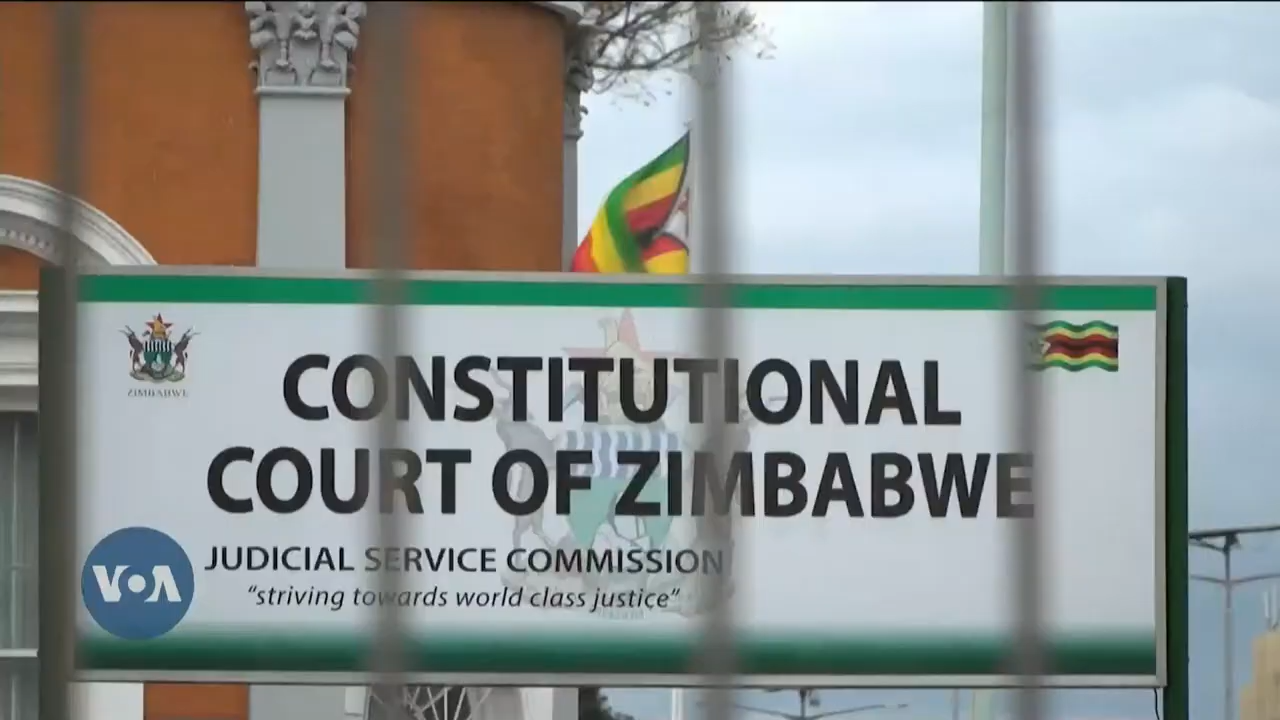 ZIMBABWE
CONSTITUTIONAL
COURT OF ZIMBABWE
JUDICIAL SERVICE COMMISSION
"striving towards world class justice"
VOA